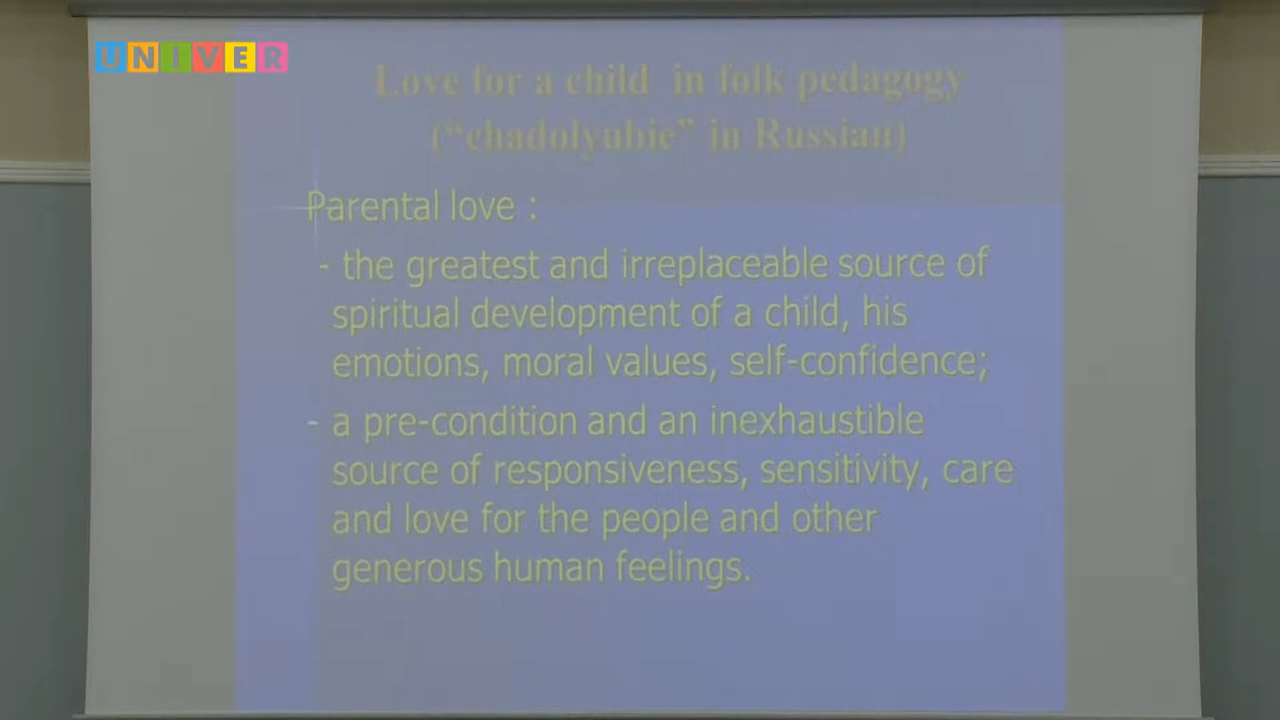 UNIVER
Love for a child in folk pedagogy
(“chadolyubie” in Russian)
Parental love :
- the greatest and irreplaceable source of
spiritual development of a child, his
emotions, moral values, self-confidence;
- a pre-condition and an inexhaustible
source of responsiveness, sensitivity, care
and love for the people and other
generous human feelings.